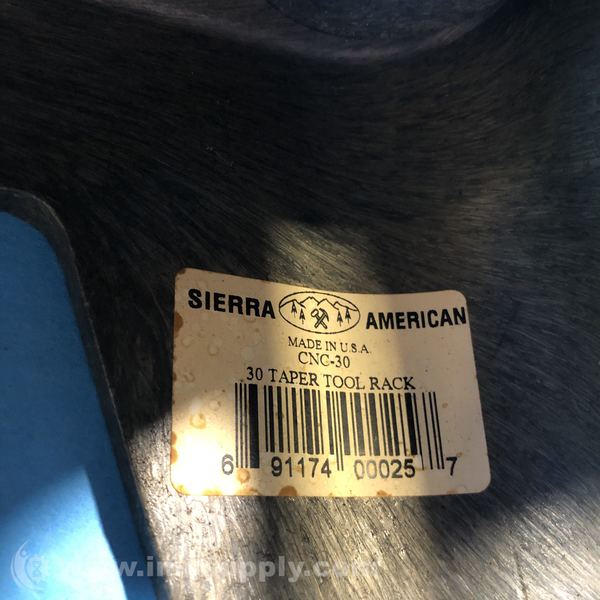 SIERRA AMERICAN
MADE IN U.S.A.
CNC-30
30 TAPER TOOL RACK
6 91174 00025 7